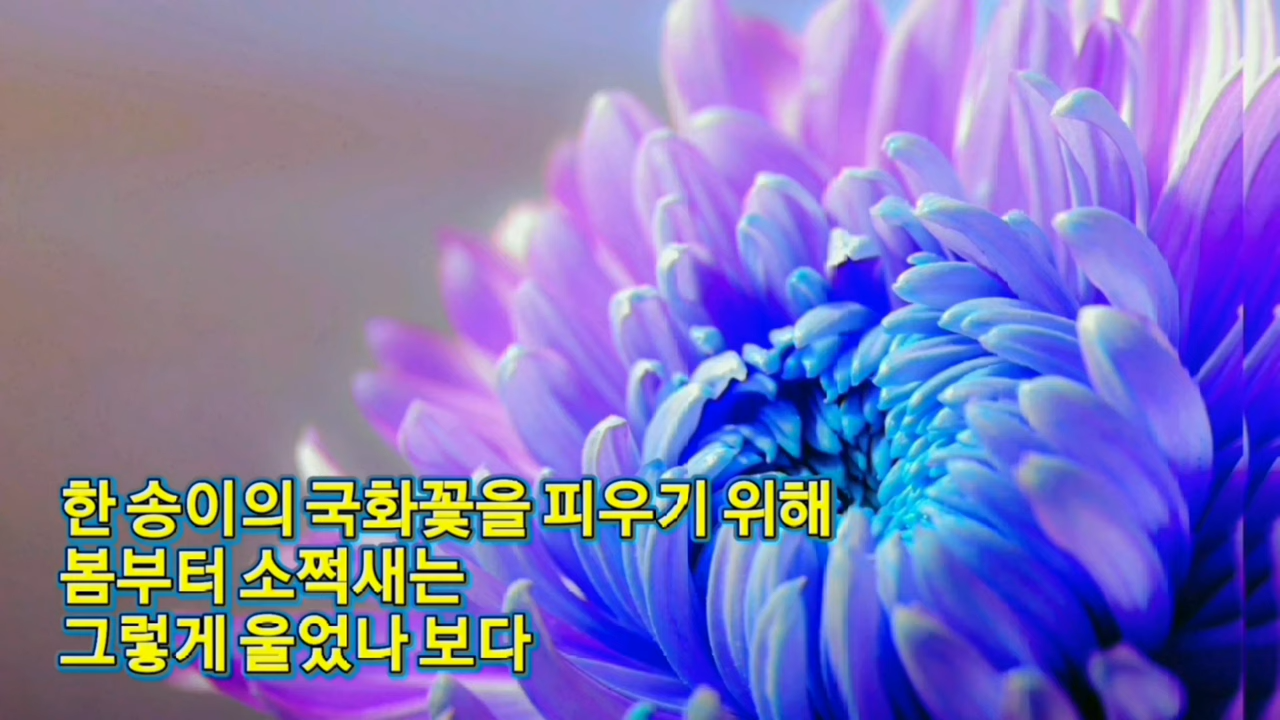 한 송이의 국화꽃을 피우기 위해
봄부터 소쩍새는
그렇게 울었나 보다